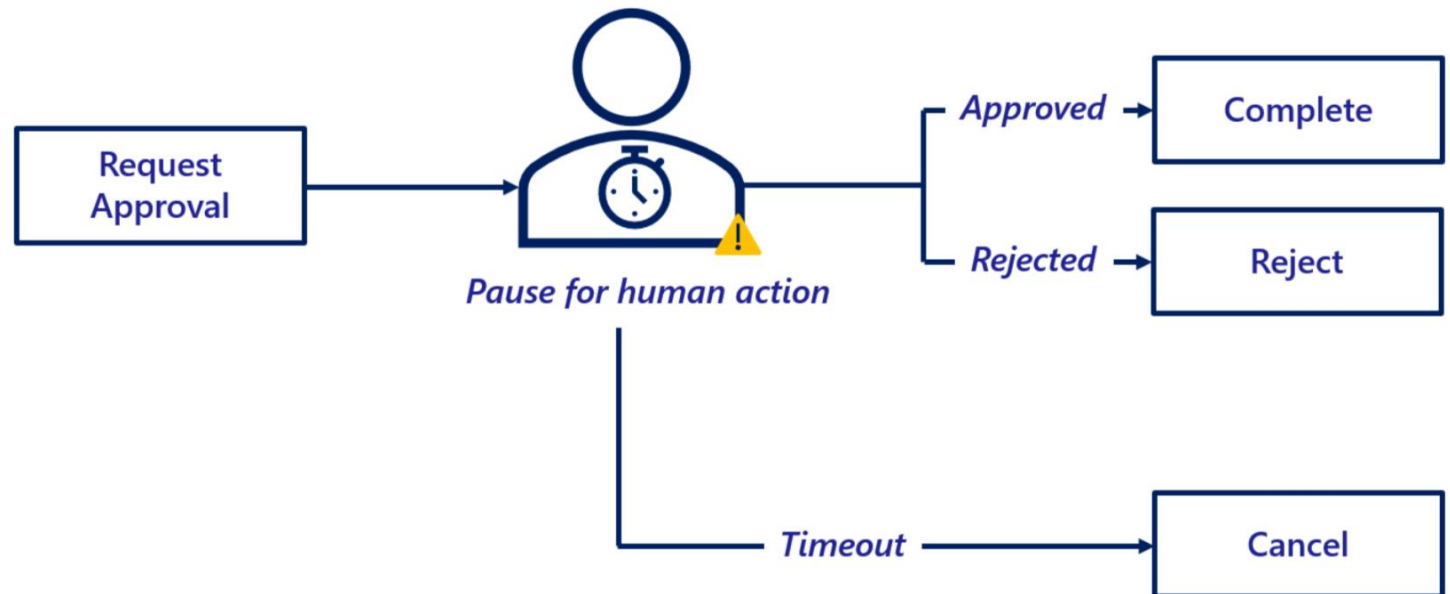 Request
Approval
Pause for human action
Approved
Complete
Rejected
Reject
Timeout
Cancel